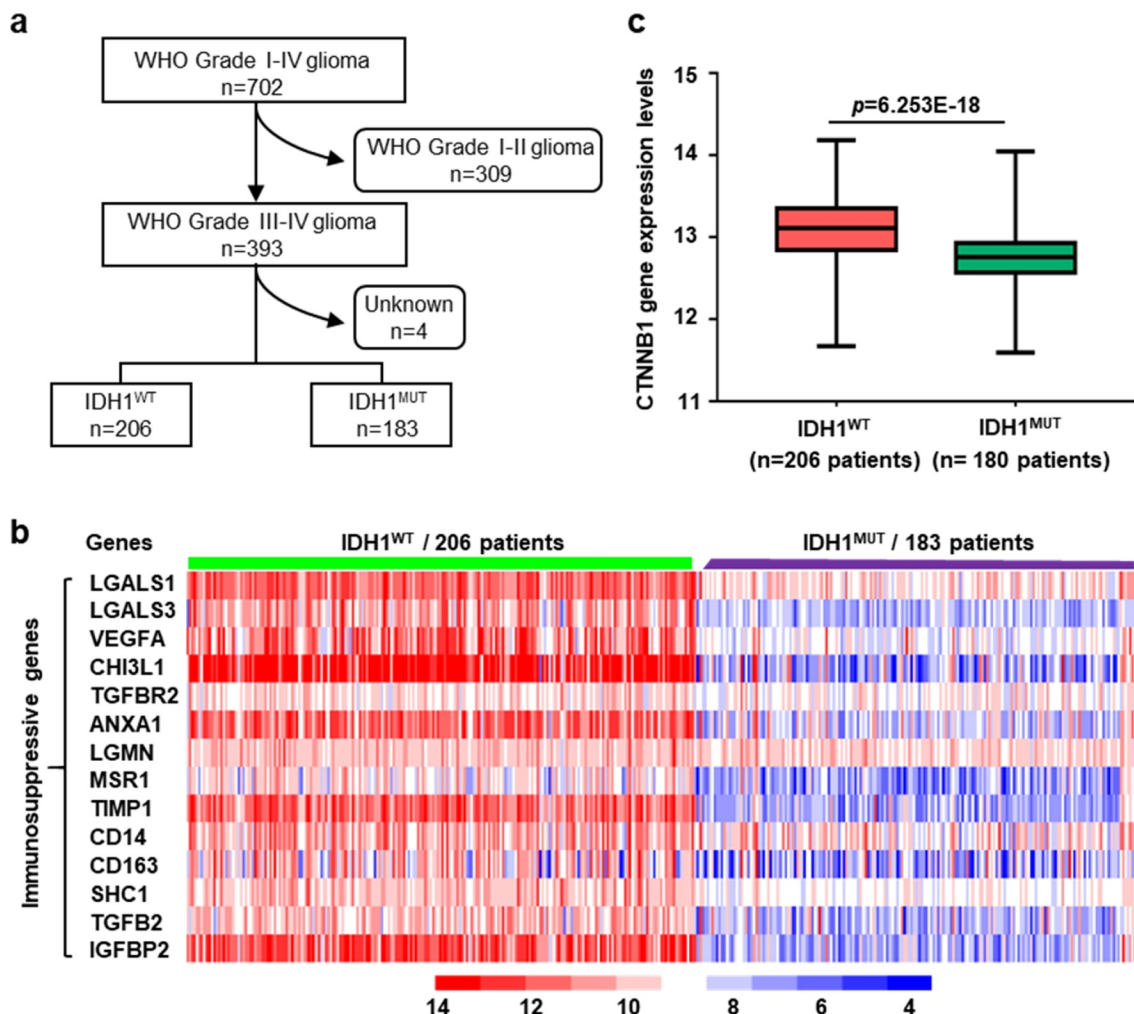 a
WHO Grade I-IV glioma
n=702
WHO Grade I-II glioma
n=309
WHO Grade III-IV glioma
n=393
Unknown
n=4
IDH1WT
n=206
IDH1MUT
n=183
c
CTNNB1 gene expression levels
15
14
13
12
11
p=6.253E-18
IDH1WT
(n=206 patients)
IDH1MUT
(n= 180 patients)
b
Genes
IDH1WT / 206 patients
IDH1MUT / 183 patients
Immunosuppressive genes
LGALS1
LGALS3
VEGFA
CHI3L1
TGFBR2
ANXA1
LGMN
MSR1
TIMP1
CD14
CD163
SHC1
TGFB2
IGFBP2
14 12 10 8 6 4